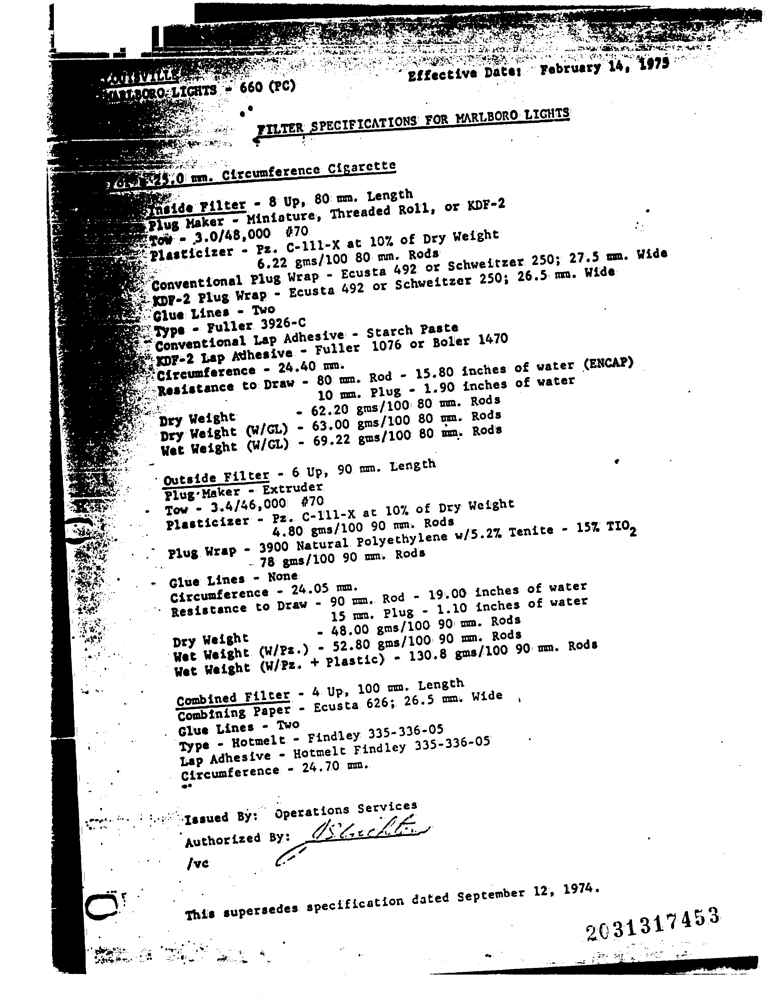 LOUISVILLE
MARLBORO LIGHTS - 660 (PC)
Effective Date: February 14, 1975
FILTER SPECIFICATIONS FOR MARLBORO LIGHTS
25.0 mm. Circumference Cigarette
Inside Filter - 8 Up, 80 mm. Length
Plug Maker - Miniature, Threaded Roll, or KDF-2
Tow - 3.0/48,000 #70
Plasticizer - Pz. C-111-X at 10% of Dry Weight
6.22 gms/100 80 mm. Rods
Conventional Plug Wrap - Ecusta 492 or Schweitzer 250; 27.5 mm. Wide
KDF-2 Plug Wrap - Ecusta 492 or Schweitzer 250; 26.5 mm. Wide
Glue Lines - Two
Type - Fuller 3926-C
Conventional Lap Adhesive - Starch Paste
KDF-2 Lap Adhesive - Fuller 1076 or Boler 1470
Circumference - 24.40 mm.
Resistance to Draw - 80 mm. Rod - 15.80 inches of water (ENCAP)
10 mm. Plug - 1.90 inches of water
Dry Weight - 62.20 gms/100 80 mm. Rods
Dry Weight (W/GL) - 63.00 gms/100 80 mm. Rods
Wet Weight (W/GL) - 69.22 gms/100 80 mm. Rods
Outside Filter - 6 Up, 90 mm. Length
Plug Maker - Extruder
Tow - 3.4/46,000 #70
Plasticizer - Pz. C-111-X at 10% of Dry Weight
4.80 gms/100 90 mm. Rods
Plug Wrap - 3900 Natural Polyethylene w/5.2% Tenite - 15% TIO2
- 78 gms/100 90 mm. Rods
Glue Lines - None
Circumference - 24.05 mm.
Resistance to Draw - 90 mm. Rod - 19.00 inches of water
15 mm. Plug - 1.10 inches of water
Dry Weight - 48.00 gms/100 90 mm. Rods
Wet Weight (W/Pz.) - 52.80 gms/100 90 mm. Rods
Wet Weight (W/Pz. + Plastic) - 130.8 gms/100 90 mm. Rods
Combined Filter - 4 Up, 100 mm. Length
Combining Paper - Ecusta 626; 26.5 mm. Wide
Glue Lines - Two
Type - Hotmelt - Findley 335-336-05
Lap Adhesive - Hotmelt Findley 335-336-05
Circumference - 24.70 mm.
Issued By: Operations Services
Authorized By:
/vc
This supersedes specification dated September 12, 1974.
2031317453